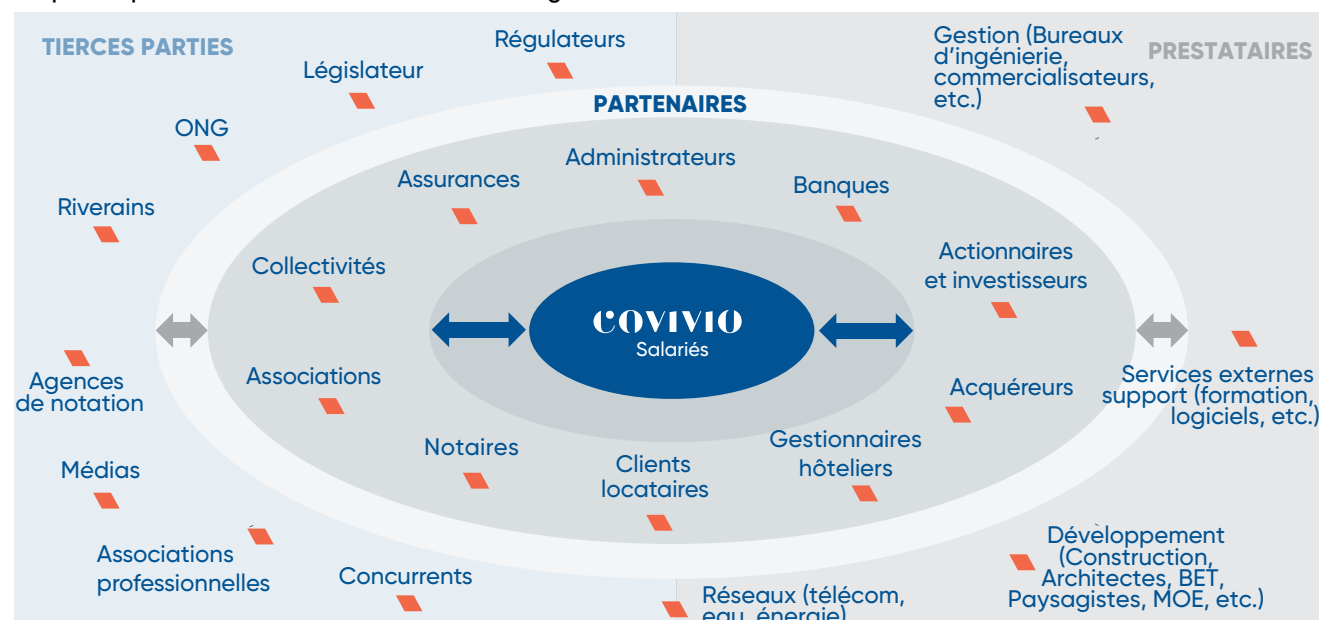 TIERCES PARTIES
Régulateurs
Législateur
ONG
Riverains
Agences
de notation
Médias
Associations
professionnelles
Concurrents
PARTENAIRES
Administrateurs
Assurances
Banques
Collectivités
Actionnaires
et investisseurs
COVIVIO
Salariés
Associations
Acquéreurs
Notaires
Gestionnaires
hôteliers
Clients
locataires
PRESTATAIRES
Gestion (Bureaux
d'ingénierie,
commercialisateurs,
etc.)
Services externes
support (formation,
logiciels, etc.)
Développement
(Construction,
Architectes, BET,
Paysagistes, MOE, etc.)
Réseaux (télécom,
eau, énergie)